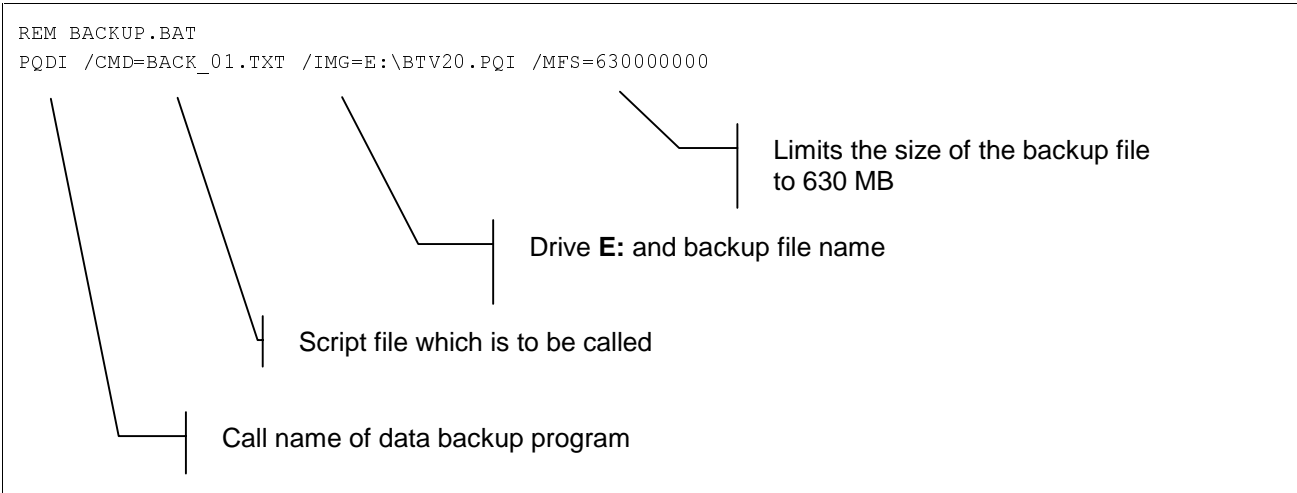 REM BACKUP.BAT
PQDI /CMD=BACK_01.TXT /IMG=E:\BTV20.PQI /MFS=630000000
Limits the size of the backup file
to 630 MB
Drive E: and backup file name
Script file which is to be called
Call name of data backup program